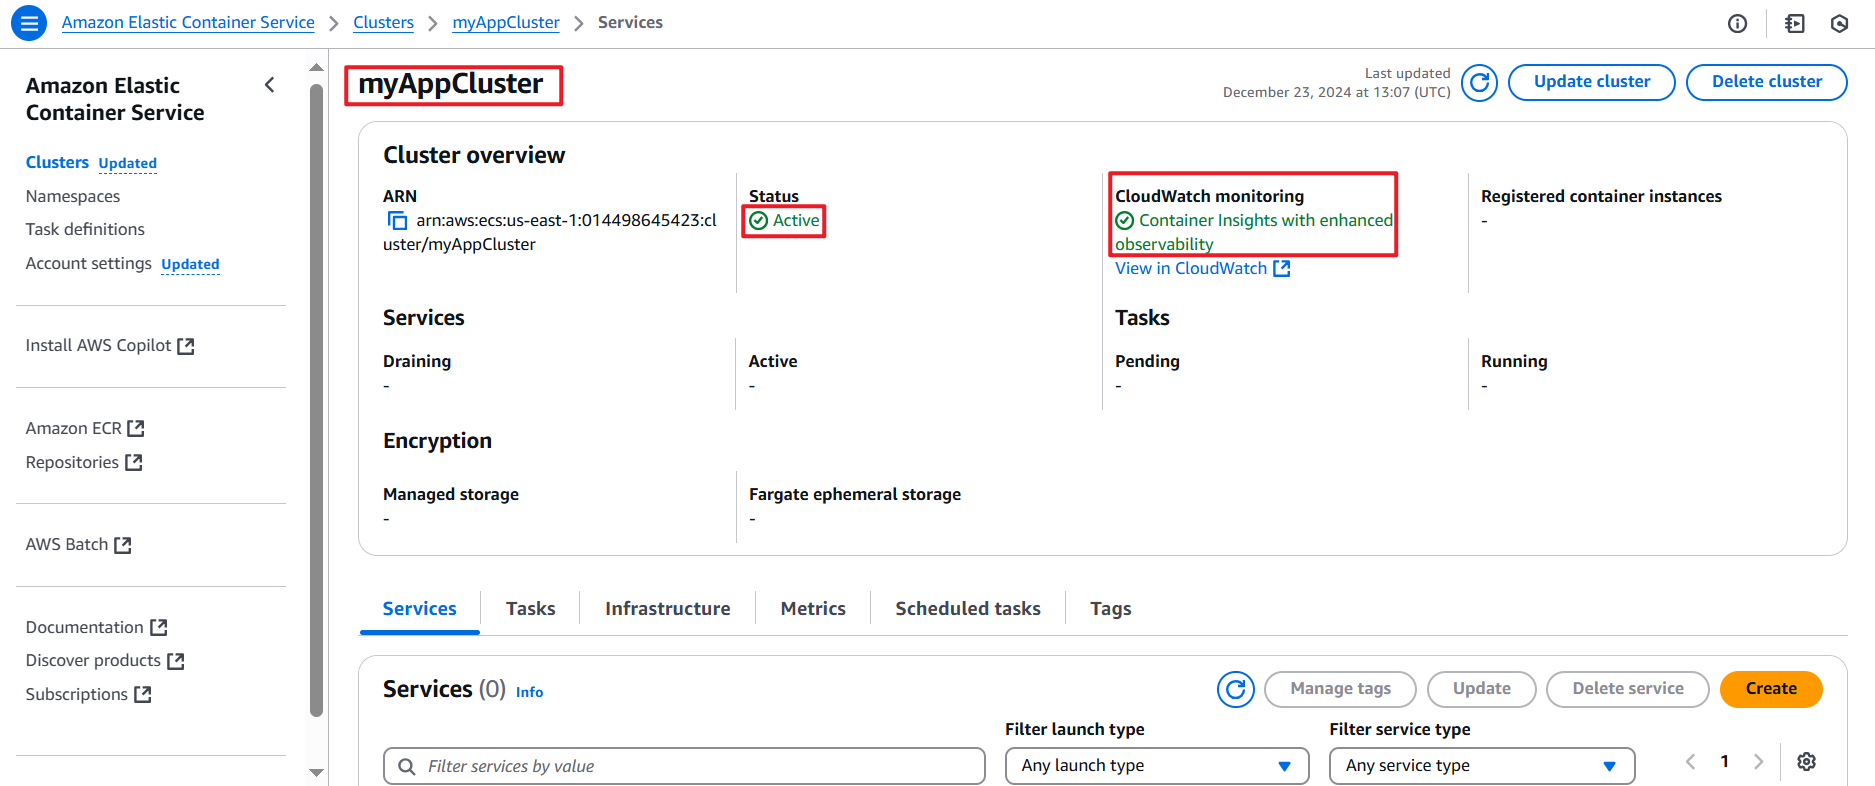 Amazon Elastic Container Service
Clusters
myAppCluster
Services
Amazon Elastic
Container Service
Clusters Updated
Namespaces
Task definitions
Account settings Updated
Install AWS Copilot
Amazon ECR
Repositories
AWS Batch
Documentation
Discover products
Subscriptions
myAppCluster
Last updated
December 23, 2024 at 13:07 (UTC)
Update cluster
Delete cluster
Cluster overview
ARN
arn:aws:ecs:us-east-1:014498645423:cl
uster/myAppCluster
Status
Active
CloudWatch monitoring
Container Insights with enhanced
observability
View in CloudWatch
Registered container instances
-
Services
Draining
-
Active
-
Tasks
Pending
-
Running
-
Encryption
Managed storage
-
Fargate ephemeral storage
-
Services
Tasks
Infrastructure
Metrics
Scheduled tasks
Tags
Services (0) Info
Manage tags
Update
Delete service
Create
Filter services by value
Filter launch type
Any launch type
Filter service type
Any service type
1